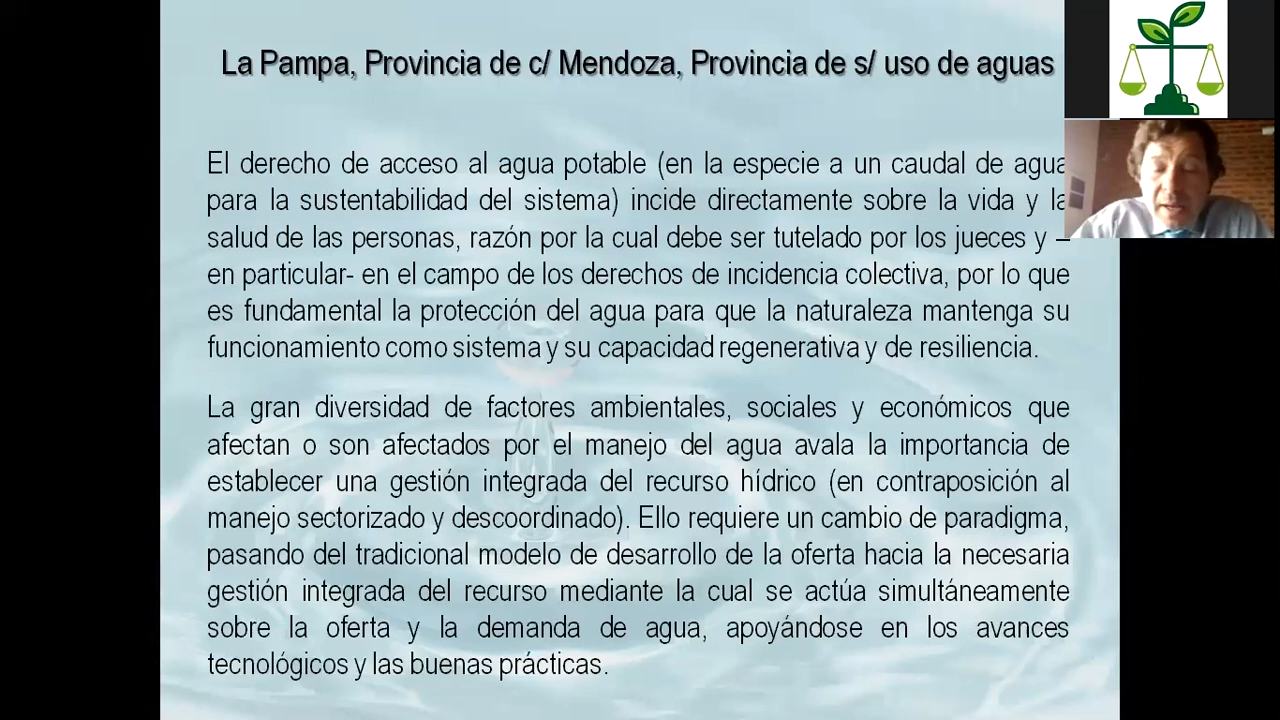 La Pampa, Provincia de c/ Mendoza, Provincia de s/ uso de aguas
El derecho de acceso al agua potable (en la especie a un caudal de agua
para la sustentabilidad del sistema) incide directamente sobre la vida y la
salud de las personas, razón por la cual debe ser tutelado por los jueces y –
en particular- en el campo de los derechos de incidencia colectiva, por lo que
es fundamental la protección del agua para que la naturaleza mantenga su
funcionamiento como sistema y su capacidad regenerativa y de resiliencia.
La gran diversidad de factores ambientales, sociales y económicos que
afectan o son afectados por el manejo del agua avala la importancia de
establecer una gestión integrada del recurso hídrico (en contraposición al
manejo sectorizado y descoordinado). Ello requiere un cambio de paradigma,
pasando del tradicional modelo de desarrollo de la oferta hacia la necesaria
gestión integrada del recurso mediante la cual se actúa simultáneamente
sobre la oferta y la demanda de agua, apoyándose en los avances
tecnológicos y las buenas prácticas.